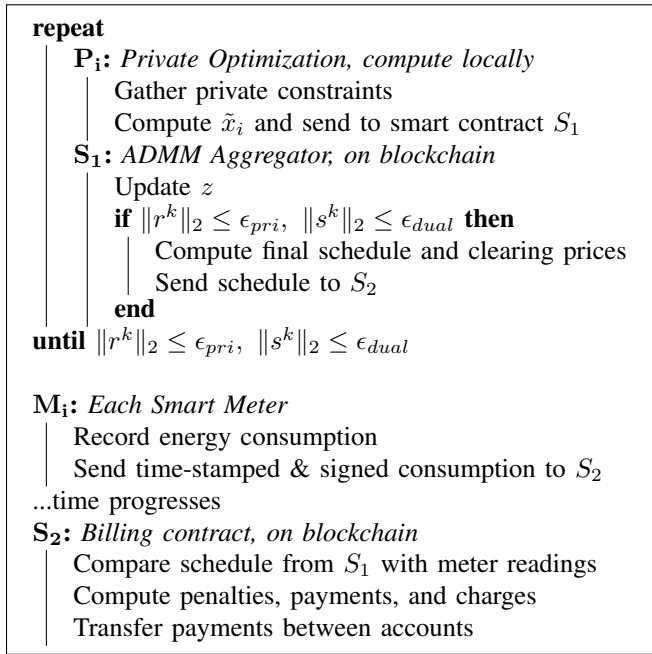 repeat
P_i: Private Optimization, compute locally
Gather private constraints
Compute x̃_i and send to smart contract S_1
S_1: ADMM Aggregator, on blockchain
Update z
if ‖r^k‖_2 ≤ ϵ_pri, ‖s^k‖_2 ≤ ϵ_dual then
Compute final schedule and clearing prices
Send schedule to S_2
end
until ‖r^k‖_2 ≤ ϵ_pri, ‖s^k‖_2 ≤ ϵ_dual
M_i: Each Smart Meter
Record energy consumption
Send time-stamped & signed consumption to S_2
...time progresses
S_2: Billing contract, on blockchain
Compare schedule from S_1 with meter readings
Compute penalties, payments, and charges
Transfer payments between accounts